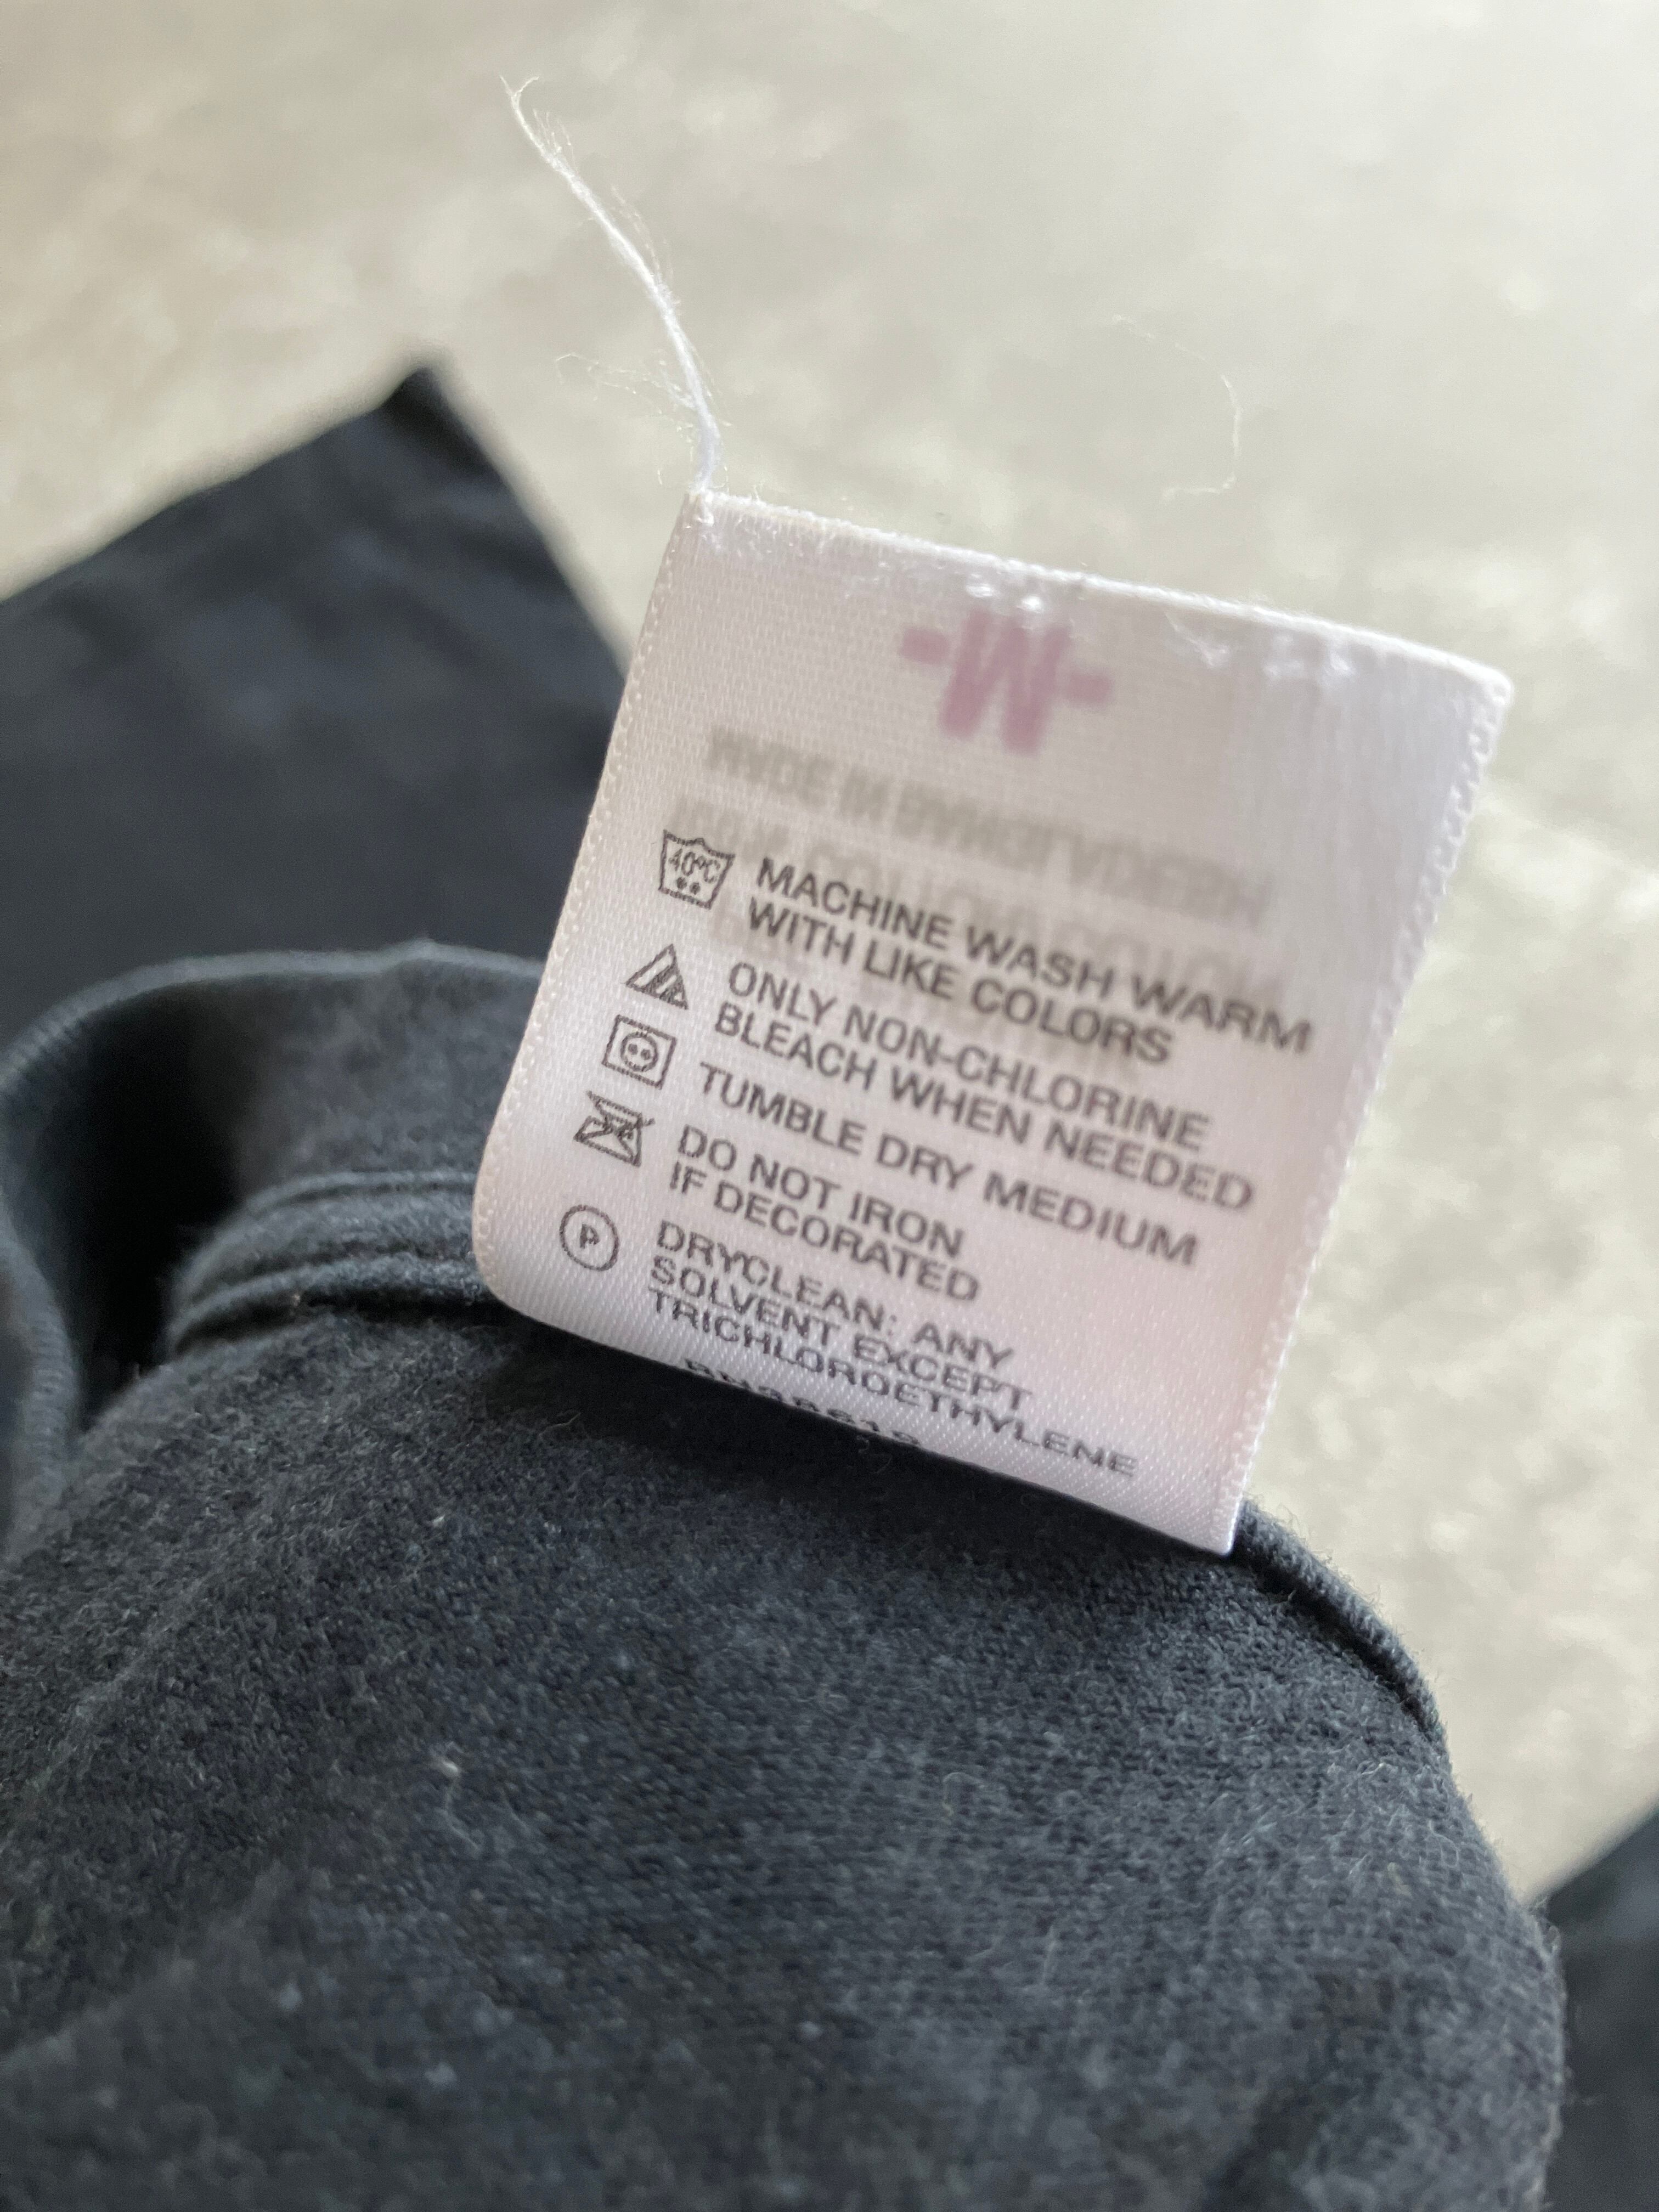 -W-
40°C
MACHINE WASH WARM
WITH LIKE COLORS
ONLY NON-CHLORINE
BLEACH WHEN NEEDED
TUMBLE DRY MEDIUM
DO NOT IRON
IF DECORATED
P
DRYCLEAN: ANY
SOLVENT EXCEPT
TRICHLOROETHYLENE